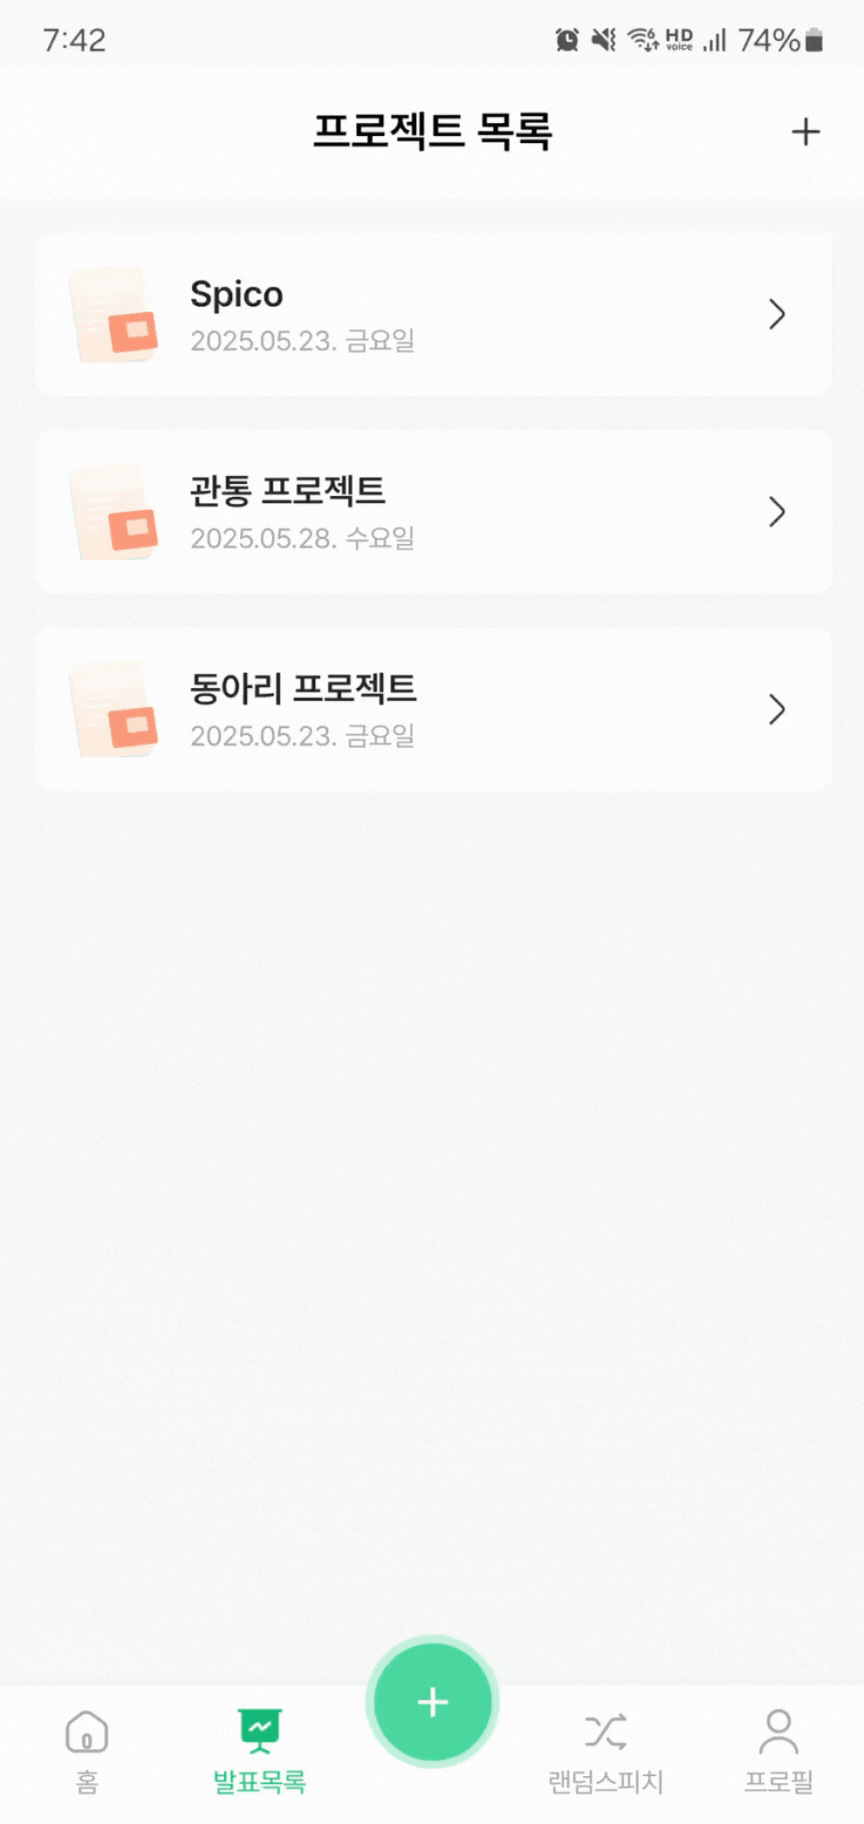 7:42
HD voice 74%
프로젝트 목록
Spico
2025.05.23. 금요일
관통 프로젝트
2025.05.28. 수요일
동아리 프로젝트
2025.05.23. 금요일
홈
발표목록
랜덤스피치
프로필